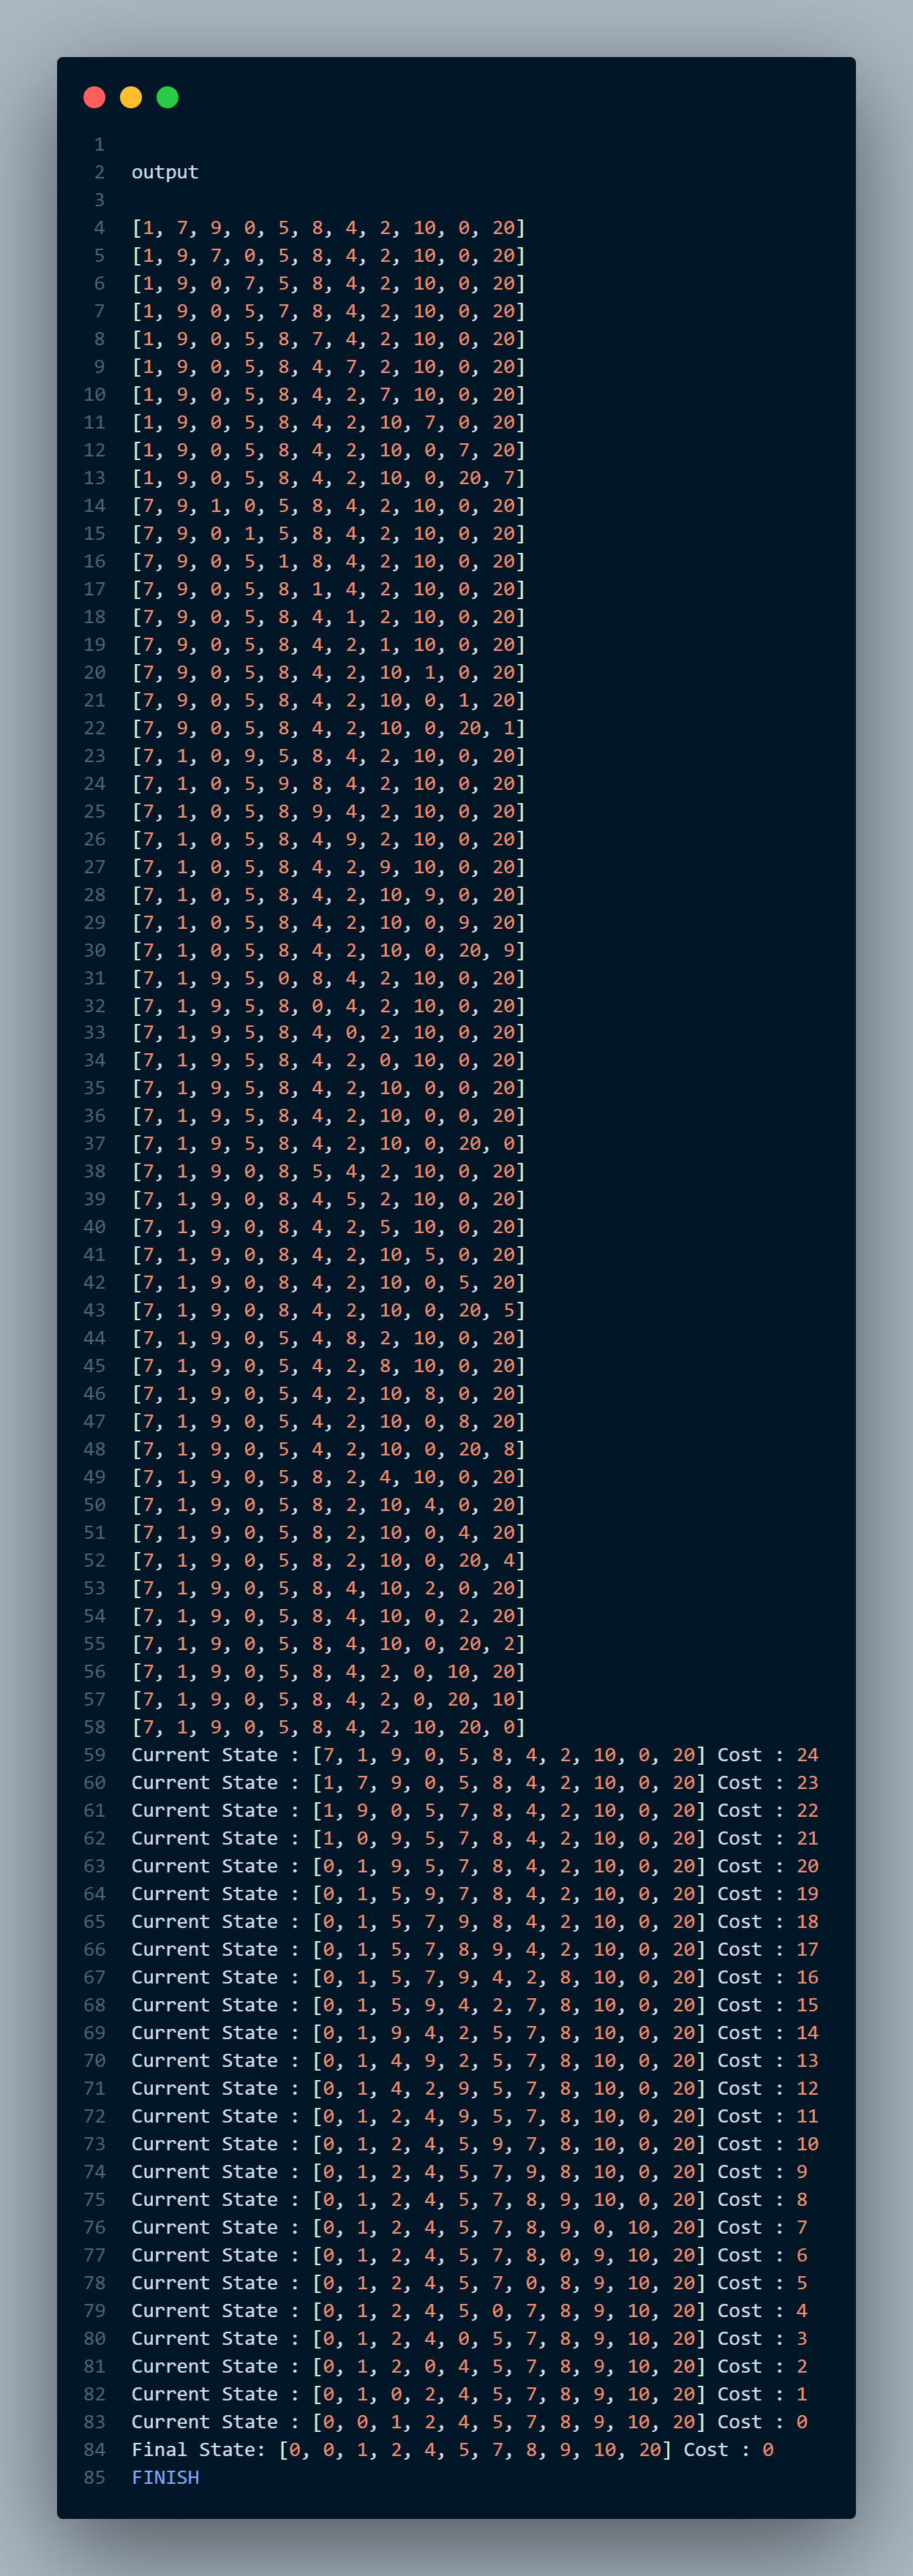 1
2 output
3
4 [1, 7, 9, 0, 5, 8, 4, 2, 10, 0, 20]
5 [1, 9, 7, 0, 5, 8, 4, 2, 10, 0, 20]
6 [1, 9, 0, 7, 5, 8, 4, 2, 10, 0, 20]
7 [1, 9, 0, 5, 7, 8, 4, 2, 10, 0, 20]
8 [1, 9, 0, 5, 8, 7, 4, 2, 10, 0, 20]
9 [1, 9, 0, 5, 8, 4, 7, 2, 10, 0, 20]
10 [1, 9, 0, 5, 8, 4, 2, 7, 10, 0, 20]
11 [1, 9, 0, 5, 8, 4, 2, 10, 7, 0, 20]
12 [1, 9, 0, 5, 8, 4, 2, 10, 0, 7, 20]
13 [1, 9, 0, 5, 8, 4, 2, 10, 0, 20, 7]
14 [7, 9, 1, 0, 5, 8, 4, 2, 10, 0, 20]
15 [7, 9, 0, 1, 5, 8, 4, 2, 10, 0, 20]
16 [7, 9, 0, 5, 1, 8, 4, 2, 10, 0, 20]
17 [7, 9, 0, 5, 8, 1, 4, 2, 10, 0, 20]
18 [7, 9, 0, 5, 8, 4, 1, 2, 10, 0, 20]
19 [7, 9, 0, 5, 8, 4, 2, 1, 10, 0, 20]
20 [7, 9, 0, 5, 8, 4, 2, 10, 1, 0, 20]
21 [7, 9, 0, 5, 8, 4, 2, 10, 0, 1, 20]
22 [7, 9, 0, 5, 8, 4, 2, 10, 0, 20, 1]
23 [7, 1, 0, 9, 5, 8, 4, 2, 10, 0, 20]
24 [7, 1, 0, 5, 9, 8, 4, 2, 10, 0, 20]
25 [7, 1, 0, 5, 8, 9, 4, 2, 10, 0, 20]
26 [7, 1, 0, 5, 8, 4, 9, 2, 10, 0, 20]
27 [7, 1, 0, 5, 8, 4, 2, 9, 10, 0, 20]
28 [7, 1, 0, 5, 8, 4, 2, 10, 9, 0, 20]
29 [7, 1, 0, 5, 8, 4, 2, 10, 0, 9, 20]
30 [7, 1, 0, 5, 8, 4, 2, 10, 0, 20, 9]
31 [7, 1, 9, 5, 0, 8, 4, 2, 10, 0, 20]
32 [7, 1, 9, 5, 8, 0, 4, 2, 10, 0, 20]
33 [7, 1, 9, 5, 8, 4, 0, 2, 10, 0, 20]
34 [7, 1, 9, 5, 8, 4, 2, 0, 10, 0, 20]
35 [7, 1, 9, 5, 8, 4, 2, 10, 0, 0, 20]
36 [7, 1, 9, 5, 8, 4, 2, 10, 0, 0, 20]
37 [7, 1, 9, 5, 8, 4, 2, 10, 0, 20, 0]
38 [7, 1, 9, 0, 8, 5, 4, 2, 10, 0, 20]
39 [7, 1, 9, 0, 8, 4, 5, 2, 10, 0, 20]
40 [7, 1, 9, 0, 8, 4, 2, 5, 10, 0, 20]
41 [7, 1, 9, 0, 8, 4, 2, 10, 5, 0, 20]
42 [7, 1, 9, 0, 8, 4, 2, 10, 0, 5, 20]
43 [7, 1, 9, 0, 8, 4, 2, 10, 0, 20, 5]
44 [7, 1, 9, 0, 5, 4, 8, 2, 10, 0, 20]
45 [7, 1, 9, 0, 5, 4, 2, 8, 10, 0, 20]
46 [7, 1, 9, 0, 5, 4, 2, 10, 8, 0, 20]
47 [7, 1, 9, 0, 5, 4, 2, 10, 0, 8, 20]
48 [7, 1, 9, 0, 5, 4, 2, 10, 0, 20, 8]
49 [7, 1, 9, 0, 5, 8, 2, 4, 10, 0, 20]
50 [7, 1, 9, 0, 5, 8, 2, 10, 4, 0, 20]
51 [7, 1, 9, 0, 5, 8, 2, 10, 0, 4, 20]
52 [7, 1, 9, 0, 5, 8, 2, 10, 0, 20, 4]
53 [7, 1, 9, 0, 5, 8, 4, 10, 2, 0, 20]
54 [7, 1, 9, 0, 5, 8, 4, 10, 0, 2, 20]
55 [7, 1, 9, 0, 5, 8, 4, 10, 0, 20, 2]
56 [7, 1, 9, 0, 5, 8, 4, 2, 0, 10, 20]
57 [7, 1, 9, 0, 5, 8, 4, 2, 0, 20, 10]
58 [7, 1, 9, 0, 5, 8, 4, 2, 10, 20, 0]
59 Current State : [7, 1, 9, 0, 5, 8, 4, 2, 10, 0, 20] Cost : 24
60 Current State : [1, 7, 9, 0, 5, 8, 4, 2, 10, 0, 20] Cost : 23
61 Current State : [1, 9, 0, 5, 7, 8, 4, 2, 10, 0, 20] Cost : 22
62 Current State : [1, 0, 9, 5, 7, 8, 4, 2, 10, 0, 20] Cost : 21
63 Current State : [0, 1, 9, 5, 7, 8, 4, 2, 10, 0, 20] Cost : 20
64 Current State : [0, 1, 5, 9, 7, 8, 4, 2, 10, 0, 20] Cost : 19
65 Current State : [0, 1, 5, 7, 9, 8, 4, 2, 10, 0, 20] Cost : 18
66 Current State : [0, 1, 5, 7, 8, 9, 4, 2, 10, 0, 20] Cost : 17
67 Current State : [0, 1, 5, 7, 9, 4, 2, 8, 10, 0, 20] Cost : 16
68 Current State : [0, 1, 5, 9, 4, 2, 7, 8, 10, 0, 20] Cost : 15
69 Current State : [0, 1, 9, 4, 2, 5, 7, 8, 10, 0, 20] Cost : 14
70 Current State : [0, 1, 4, 9, 2, 5, 7, 8, 10, 0, 20] Cost : 13
71 Current State : [0, 1, 4, 2, 9, 5, 7, 8, 10, 0, 20] Cost : 12
72 Current State : [0, 1, 2, 4, 9, 5, 7, 8, 10, 0, 20] Cost : 11
73 Current State : [0, 1, 2, 4, 5, 9, 7, 8, 10, 0, 20] Cost : 10
74 Current State : [0, 1, 2, 4, 5, 7, 9, 8, 10, 0, 20] Cost : 9
75 Current State : [0, 1, 2, 4, 5, 7, 8, 9, 10, 0, 20] Cost : 8
76 Current State : [0, 1, 2, 4, 5, 7, 8, 9, 0, 10, 20] Cost : 7
77 Current State : [0, 1, 2, 4, 5, 7, 8, 0, 9, 10, 20] Cost : 6
78 Current State : [0, 1, 2, 4, 5, 7, 0, 8, 9, 10, 20] Cost : 5
79 Current State : [0, 1, 2, 4, 5, 0, 7, 8, 9, 10, 20] Cost : 4
80 Current State : [0, 1, 2, 4, 0, 5, 7, 8, 9, 10, 20] Cost : 3
81 Current State : [0, 1, 2, 0, 4, 5, 7, 8, 9, 10, 20] Cost : 2
82 Current State : [0, 1, 0, 2, 4, 5, 7, 8, 9, 10, 20] Cost : 1
83 Current State : [0, 0, 1, 2, 4, 5, 7, 8, 9, 10, 20] Cost : 0
84 Final State: [0, 0, 1, 2, 4, 5, 7, 8, 9, 10, 20] Cost : 0
85 FINISH